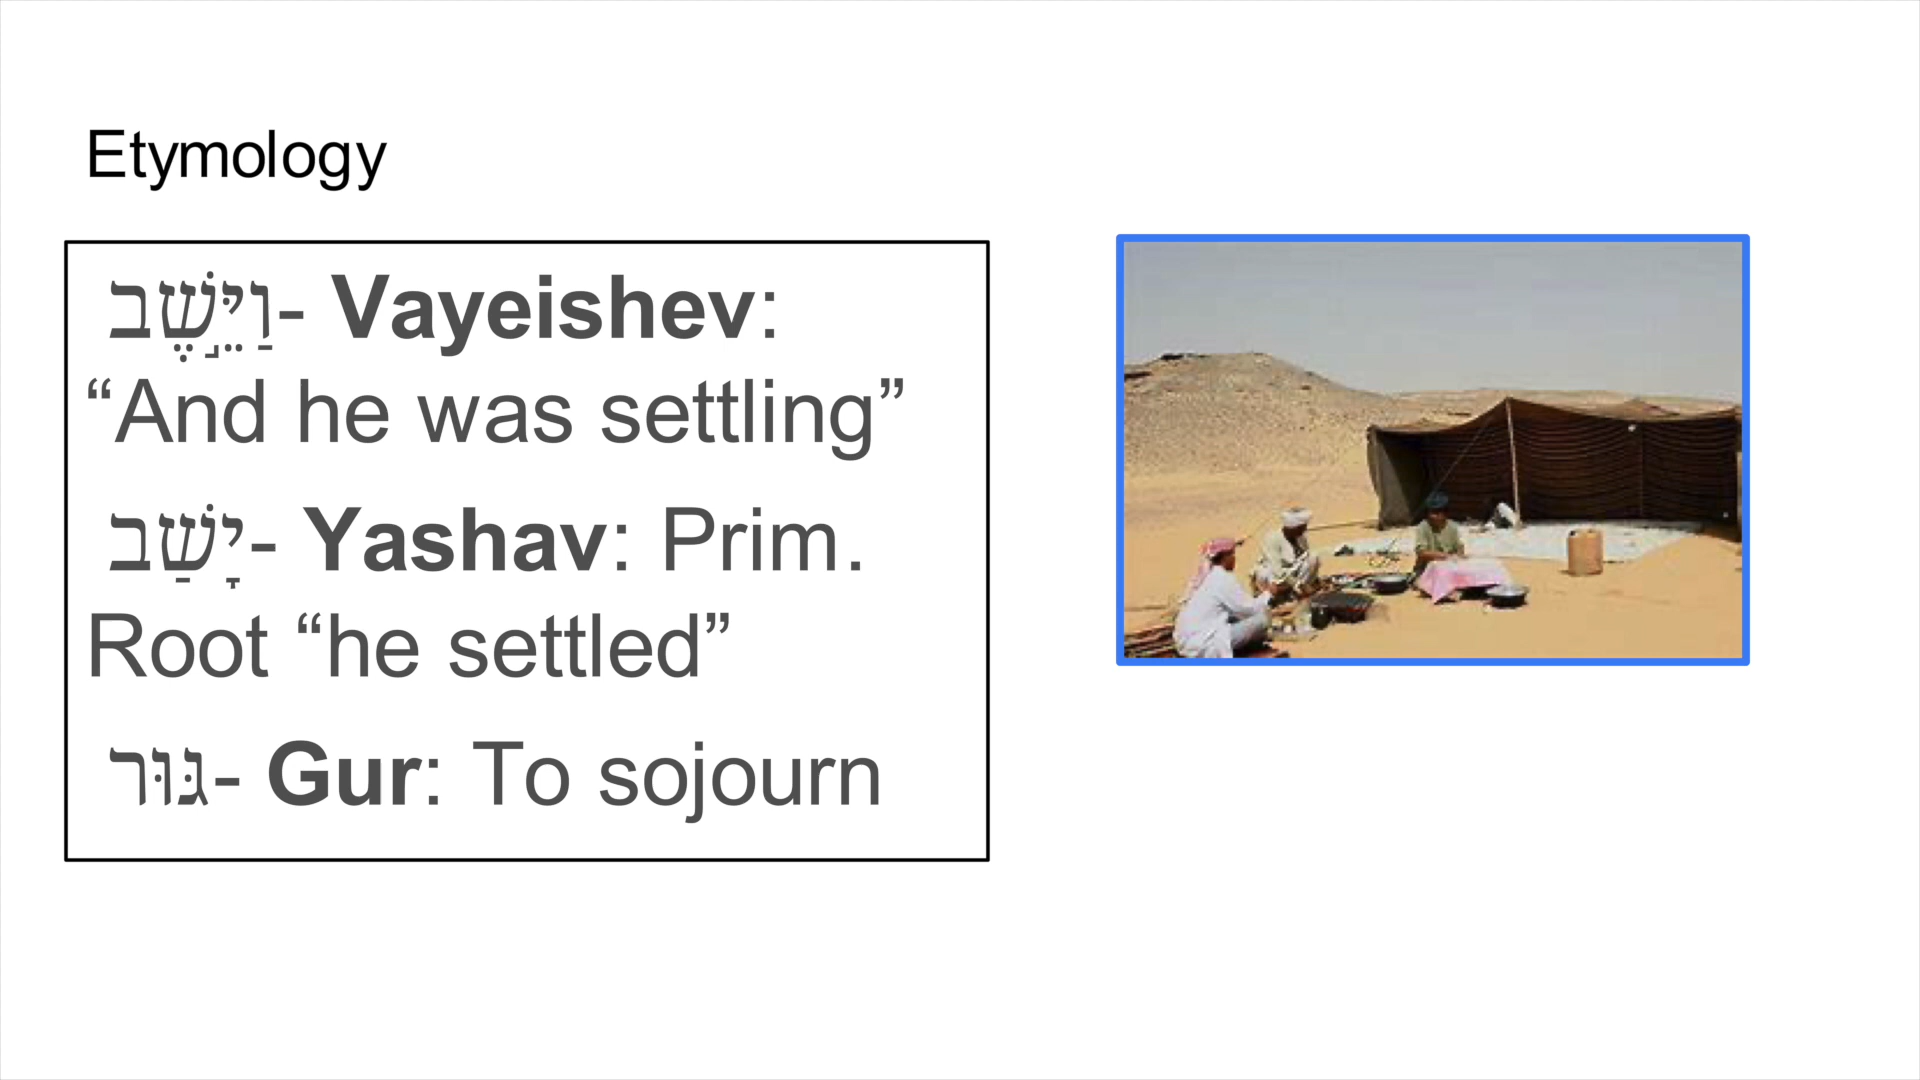 Etymology
וַיֵּ֣שֶׁב- Vayeishev:
“And he was settling”
יָשַׁב- Yashav: Prim.
Root “he settled”
גּוּר- Gur: To sojourn